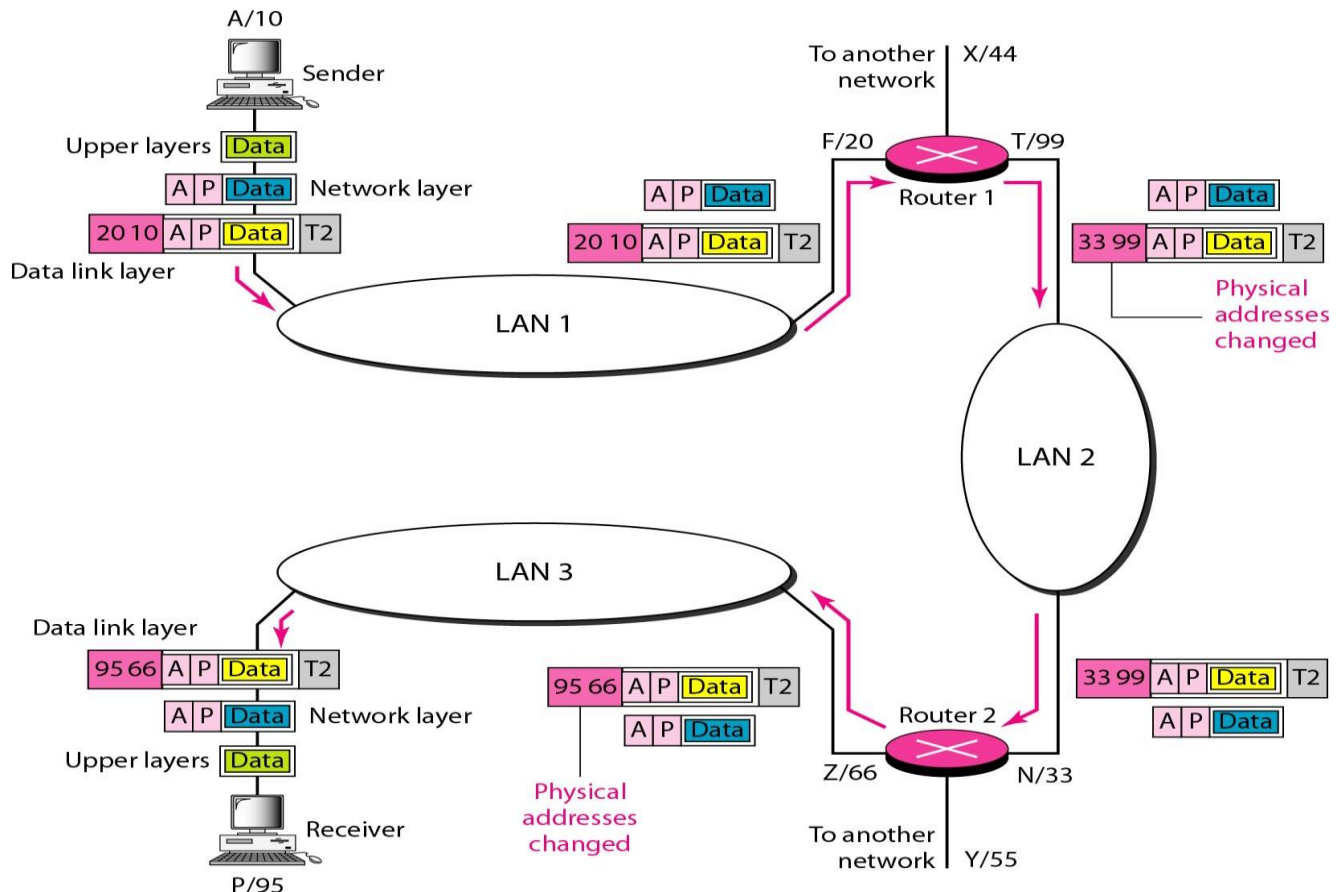 A/10
Sender
Upper layers
Data
A P Data
Network layer
20 10 A P Data T2
Data link layer
LAN 1
A P Data
20 10 A P Data T2
To another
network
X/44
F/20
T/99
Router 1
A P Data
33 99 A P Data T2
Physical
addresses
changed
LAN 2
33 99 A P Data T2
A P Data
Router 2
Z/66
N/33
To another
network
Y/55
95 66 A P Data T2
A P Data
Physical
addresses
changed
LAN 3
Data link layer
95 66 A P Data T2
A P Data
Network layer
Upper layers
Data
Receiver
P/95